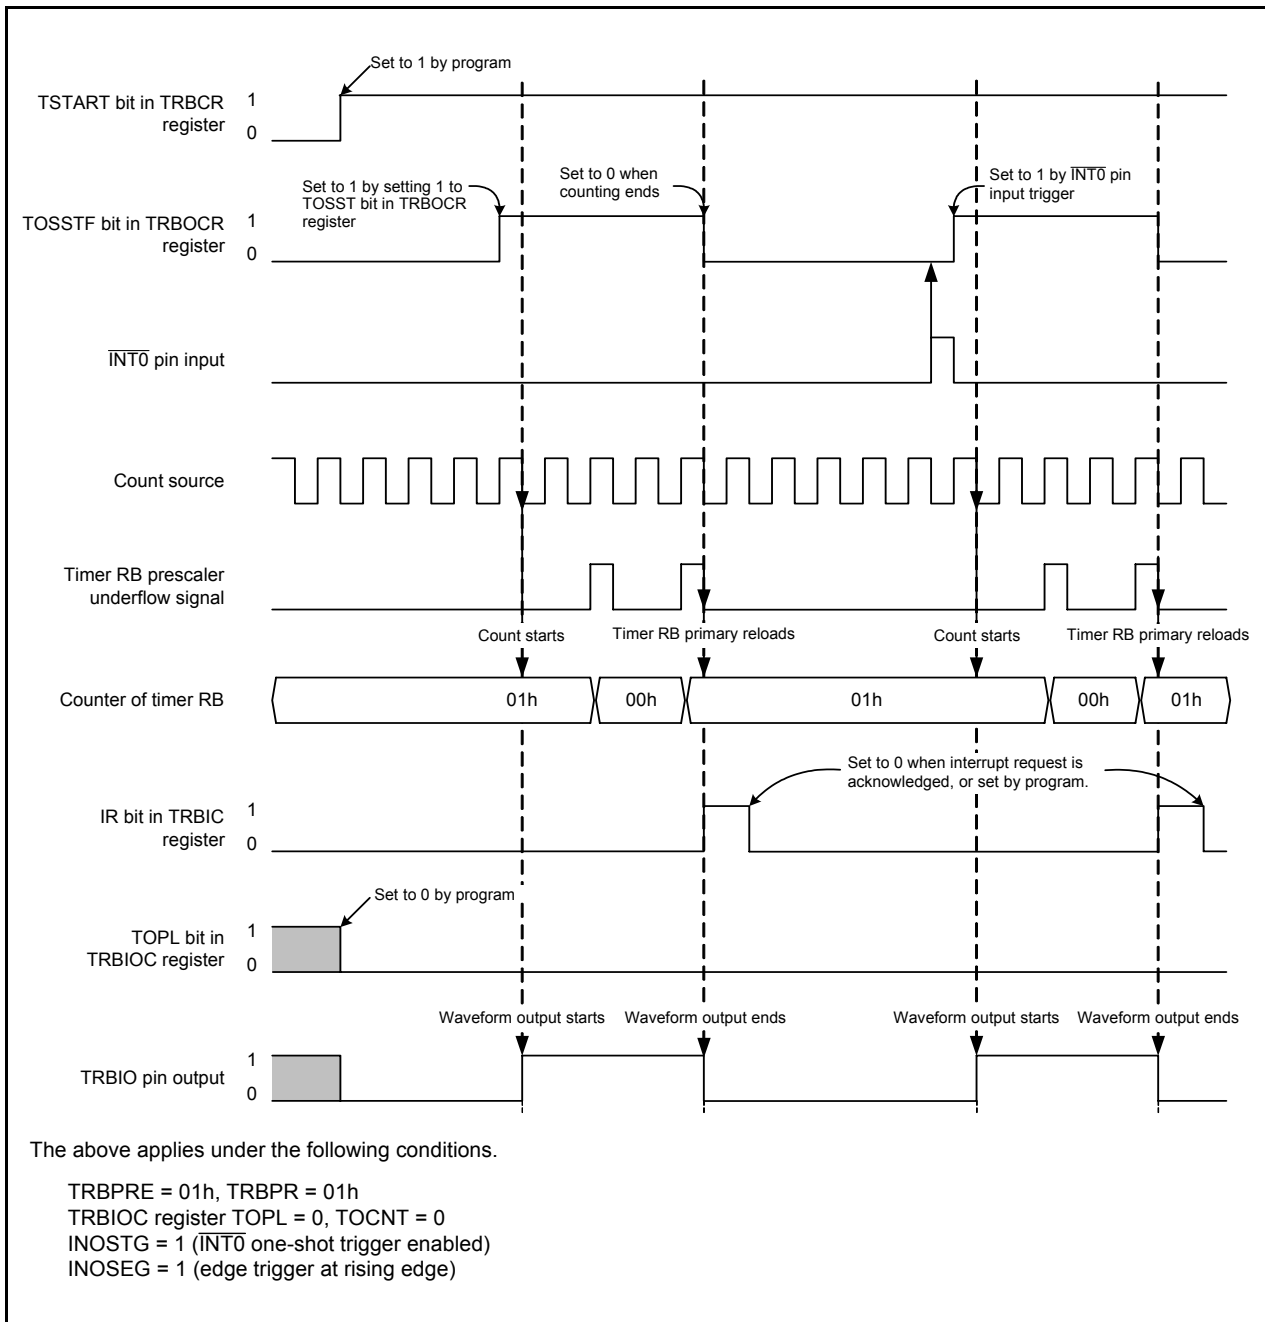 Set to 1 by program
TSTART bit in TRBCR
register
1
0
Set to 1 by setting 1 to
TOSST bit in TRBOCR
register
Set to 0 when
counting ends
Set to 1 by INT0 pin
input trigger
TOSSTF bit in TRBOCR
register
1
0
INT0 pin input
Count source
Timer RB prescaler
underflow signal
Count starts
Timer RB primary reloads
Count starts
Timer RB primary reloads
Counter of timer RB
01h
00h
01h
00h
01h
Set to 0 when interrupt request is
acknowledged, or set by program.
IR bit in TRBIC
register
1
0
Set to 0 by program
TOPL bit in
TRBIOC register
1
0
Waveform output starts
Waveform output ends
Waveform output starts
Waveform output ends
TRBIO pin output
1
0
The above applies under the following conditions.
TRBPRE = 01h, TRBPR = 01h
TRBIOC register TOPL = 0, TOCNT = 0
INOSTG = 1 (INT0 one-shot trigger enabled)
INOSEG = 1 (edge trigger at rising edge)